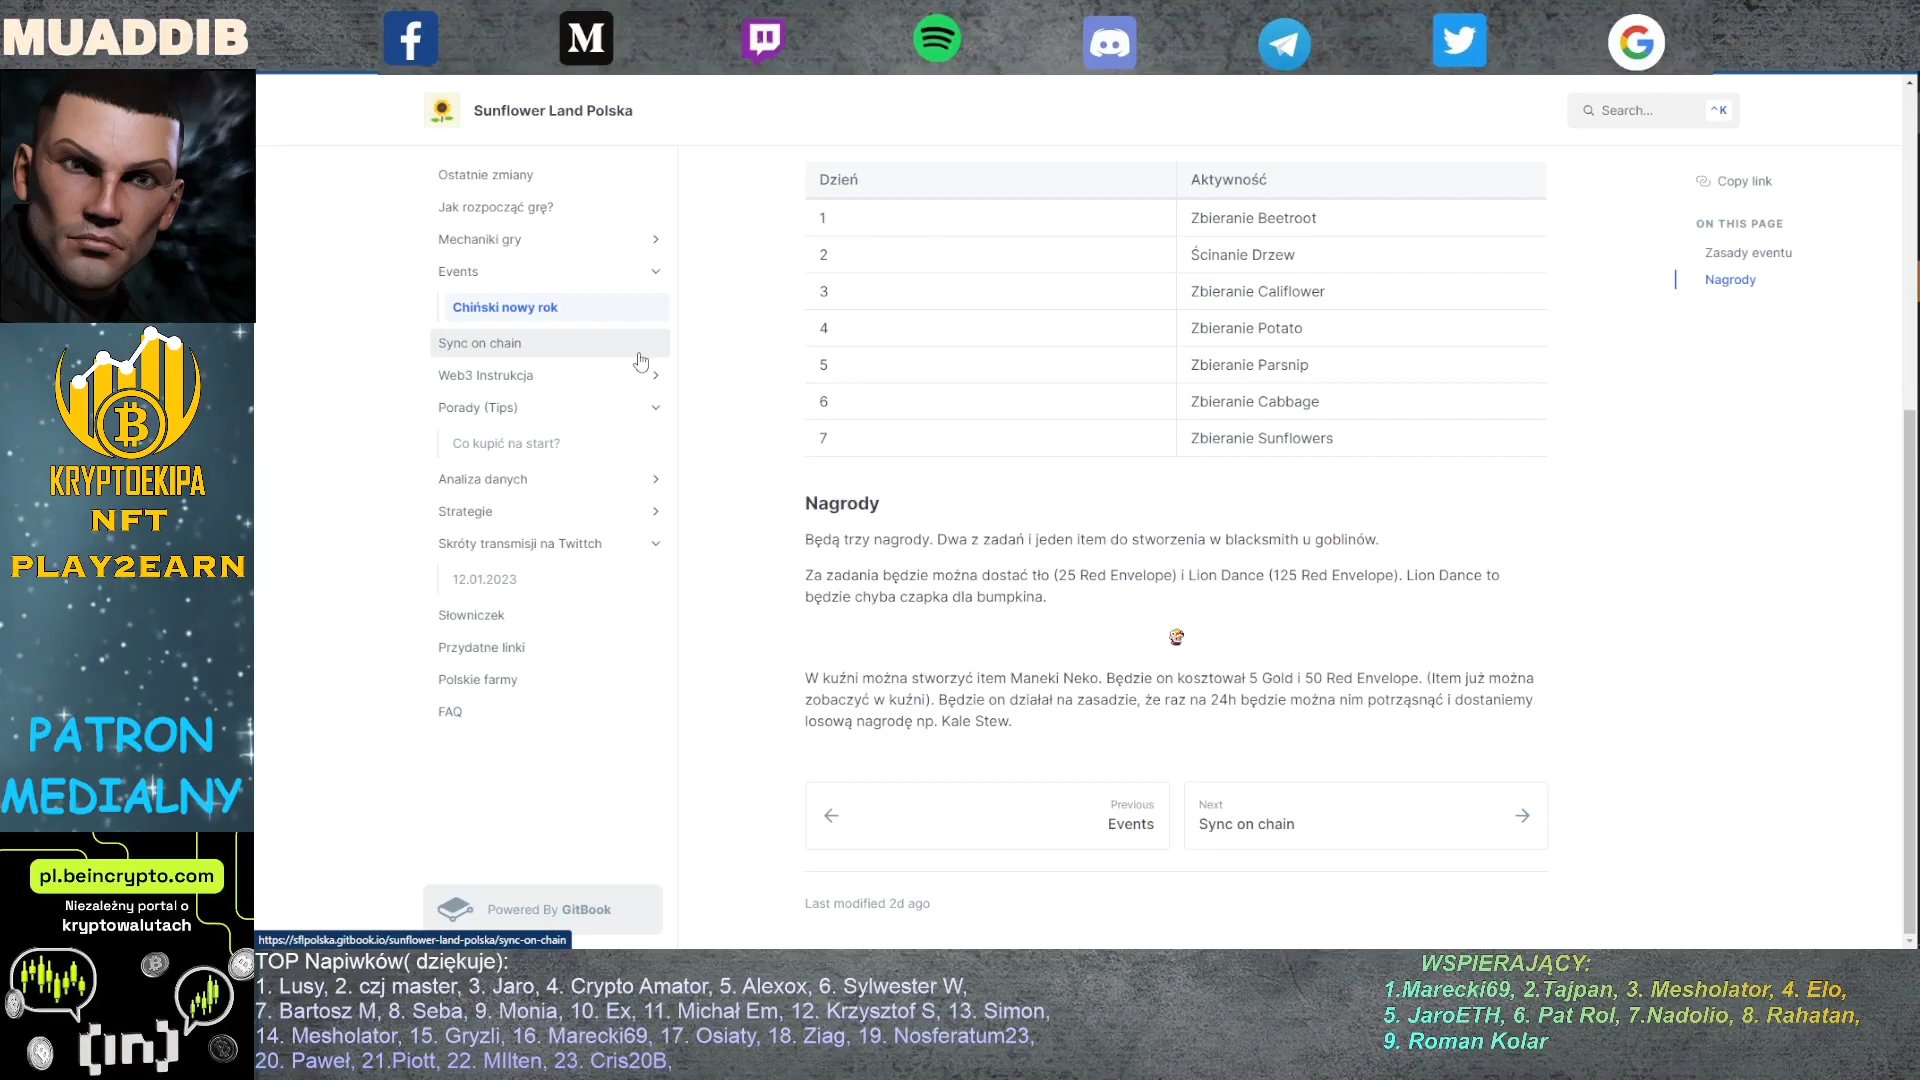 MUADDIB
M
Sunflower Land Polska
Search...
^K
Ostatnie zmiany
Jak rozpocząć grę?
Mechaniki gry
Events
Chiński nowy rok
Sync on chain
Web3 Instrukcja
Porady (Tips)
Co kupić na start?
Analiza danych
Strategie
Skróty transmisji na Twittch
12.01.2023
Słowniczek
Przydatne linki
Polskie farmy
FAQ
Powered By GitBook
Dzień Aktywność
1 Zbieranie Beetroot
2 Ścinanie Drzew
3 Zbieranie Califlower
4 Zbieranie Potato
5 Zbieranie Parsnip
6 Zbieranie Cabbage
7 Zbieranie Sunflowers
Nagrody
Będą trzy nagrody. Dwa z zadań i jeden item do stworzenia w blacksmith u goblinów.
Za zadania będzie można dostać tło (25 Red Envelope) i Lion Dance (125 Red Envelope). Lion Dance to
będzie chyba czapka dla bumpkina.
W kuźni można stworzyć item Maneki Neko. Będzie on kosztował 5 Gold i 50 Red Envelope. (Item już można
zobaczyć w kuźni). Będzie on działał na zasadzie, że raz na 24h będzie można nim potrząsnąć i dostaniemy
losową nagrodę np. Kale Stew.
Previous
Events
Next
Sync on chain
Last modified 2d ago
Copy link
ON THIS PAGE
Zasady eventu
Nagrody
KRYPTOEKIPA
NFT
PLAY2EARN
PATRON
MEDIALNY
pl.beincrypto.com
Niezależny portal o
kryptowalutach
[in]
https://sflpolska.gitbook.io/sunflower-land-polska/sync-on-chain
TOP Napiwków( dziękuje):
1. Lusy, 2. czj master, 3. Jaro, 4. Crypto Amator, 5. Alexox, 6. Sylwester W,
7. Bartosz M, 8. Seba, 9. Monia, 10. Ex, 11. Michał Em, 12. Krzysztof S, 13. Simon,
14. Mesholator, 15. Gryzli, 16. Marecki69, 17. Osiaty, 18. Ziag, 19. Nosferatum23,
20. Paweł, 21.Piott, 22. MIlten, 23. Cris20B,
WSPIERAJĄCY:
1.Marecki69, 2.Tajpan, 3. Mesholator, 4. Elo,
5. JaroETH, 6. Pat Rol, 7.Nadolio, 8. Rahatan,
9. Roman Kolar